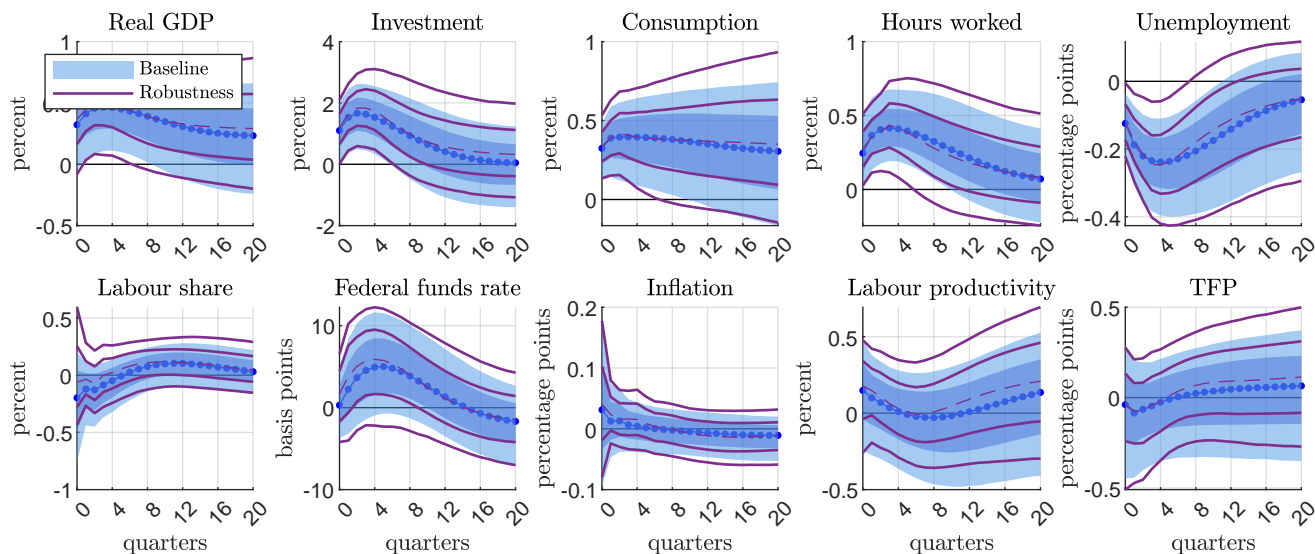 Real GDP
Investment
Consumption
Hours worked
Unemployment
Baseline
Robustness
percent
1
0
-0.5
0 4 8 12 16 20
percent
4
2
0
-2
0 4 8 12 16 20
percent
1
0.5
0
0 4 8 12 16 20
percent
1
0.5
0
0 4 8 12 16 20
percentage points
0
-0.2
-0.4
0 4 8 12 16 20
Labour share
Federal funds rate
Inflation
Labour productivity
TFP
percent
0.5
0
-0.5
-1
0 4 8 12 16 20
quarters
basis points
10
0
-10
0 4 8 12 16 20
quarters
percentage points
0.2
0.1
0
-0.1
0 4 8 12 16 20
quarters
percent
0.5
0
-0.5
0 4 8 12 16 20
quarters
percentage points
0.5
0
-0.5
0 4 8 12 16 20
quarters